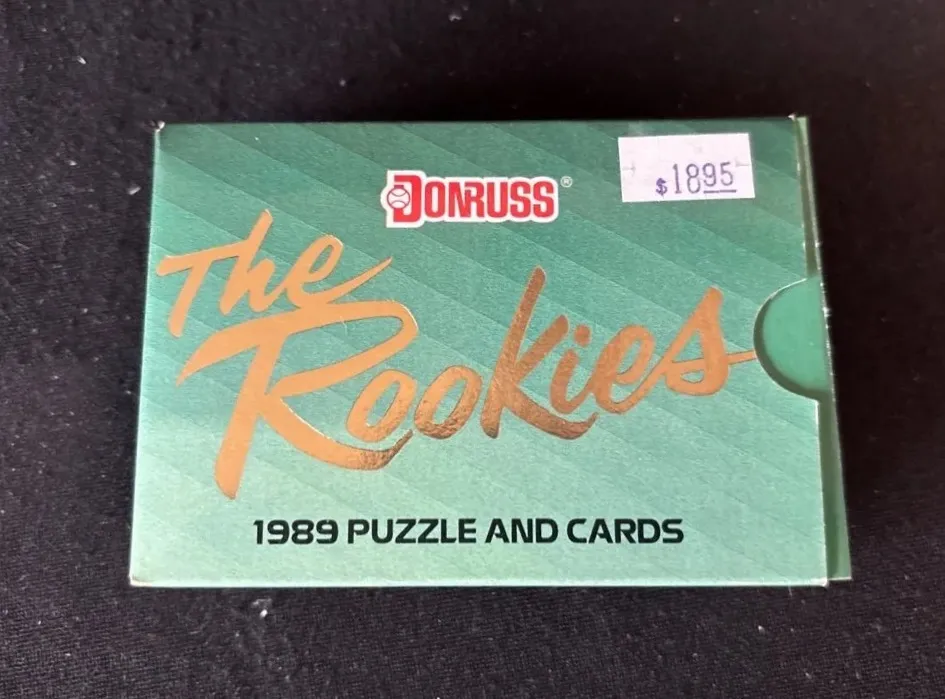 DONRUSS®
$1895
The
Rookies
1989 PUZZLE AND CARDS